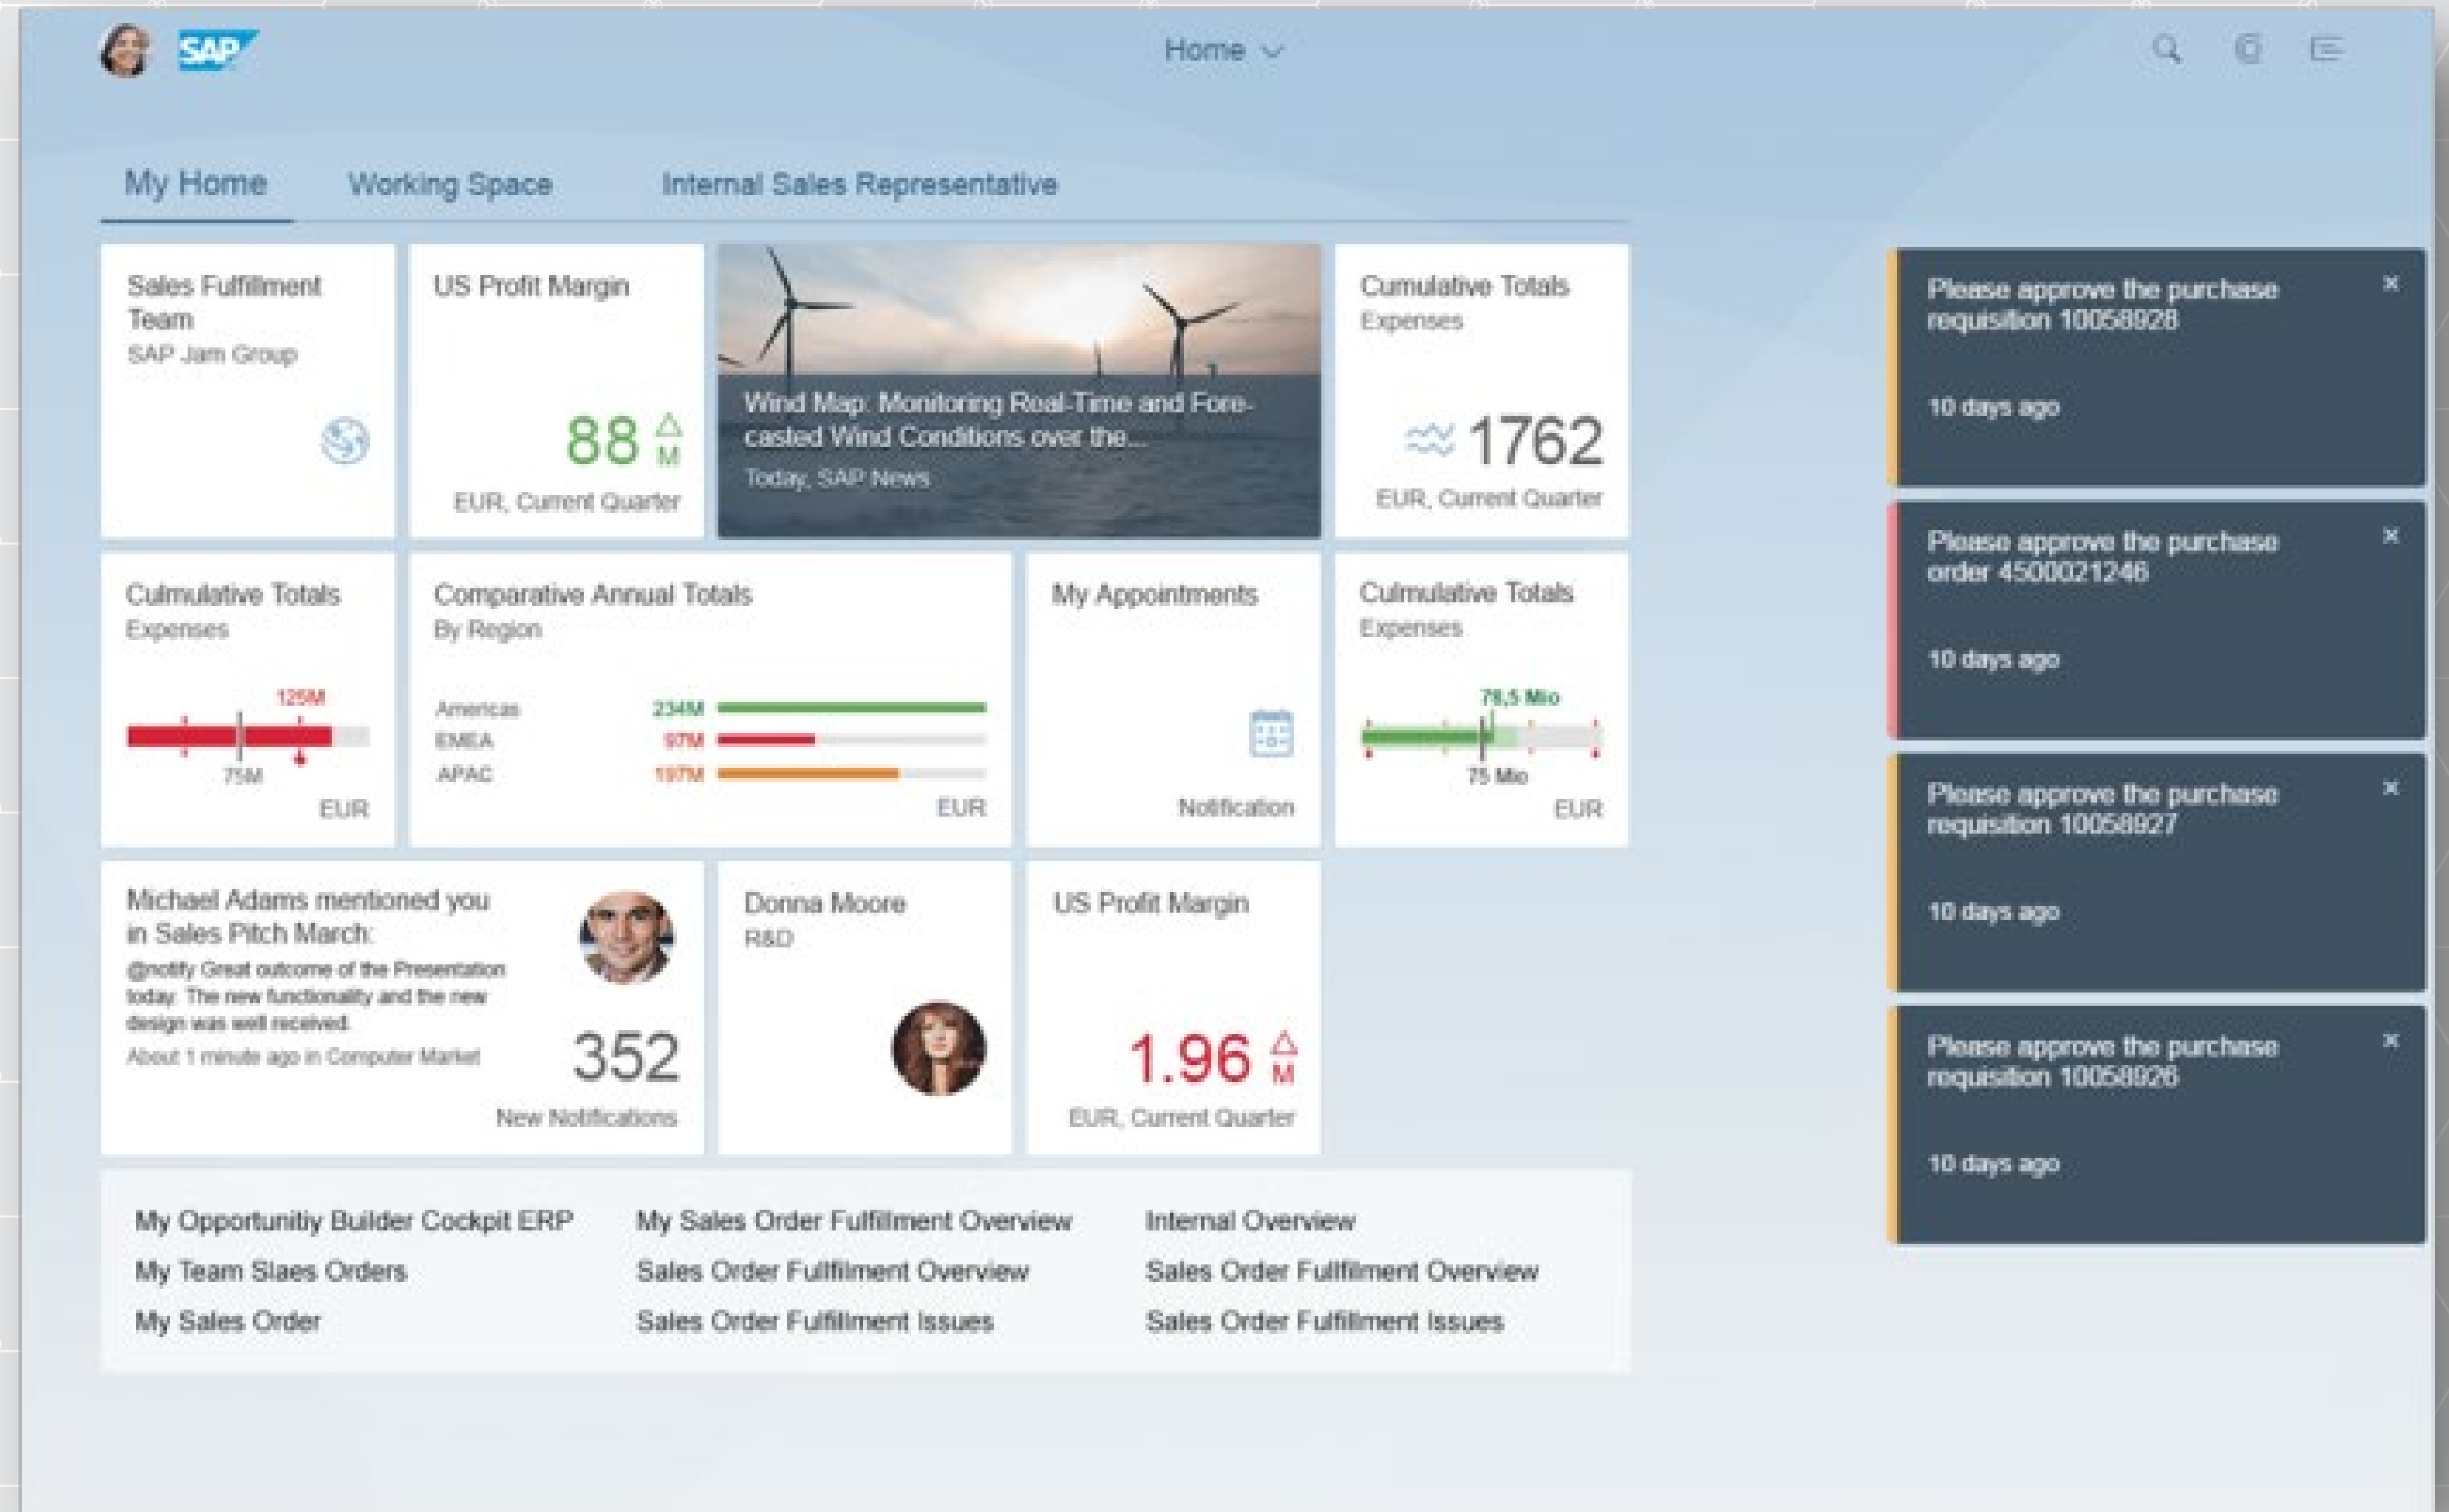 SAP
Home
My Home
Working Space
Internal Sales Representative
Sales Fulfillment
Team
SAP Jam Group
US Profit Margin
88 M
EUR, Current Quarter
Wind Map: Monitoring Real-Time and Fore-
casted Wind Conditions over the...
Today, SAP News
Cumulative Totals
Expenses
1762
EUR, Current Quarter
Culmulative Totals
Expenses
125M
75M
EUR
Comparative Annual Totals
By Region
Americas 234M
EMEA 97M
APAC 197M
EUR
My Appointments
Notification
Culmulative Totals
Expenses
78,5 Mio
75 Mio
EUR
Michael Adams mentioned you
in Sales Pitch March:
@notify Great outcome of the Presentation
today. The new functionality and the new
design was well received.
About 1 minute ago in Computer Market
352
New Notifications
Donna Moore
R&D
US Profit Margin
1.96 M
EUR, Current Quarter
My Opportunitiy Builder Cockpit ERP
My Team Slaes Orders
My Sales Order
My Sales Order Fulfillment Overview
Sales Order Fullfilment Overview
Sales Order Fulfillment Issues
Internal Overview
Sales Order Fullfilment Overview
Sales Order Fulfillment Issues
Please approve the purchase
requisition 10058928
10 days ago
Please approve the purchase
order 4500021246
10 days ago
Please approve the purchase
requisition 10058927
10 days ago
Please approve the purchase
requisition 10058926
10 days ago